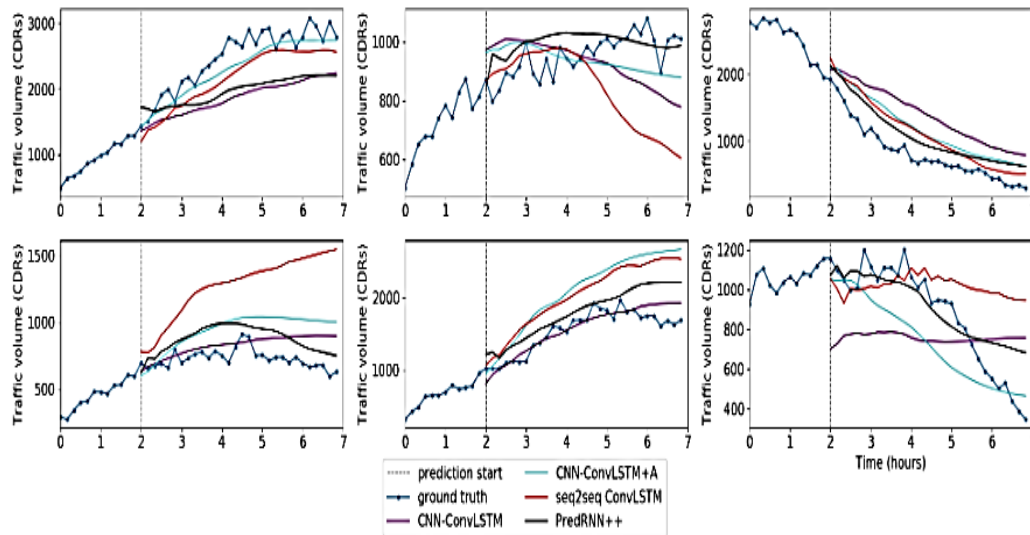 Traffic volume (CDRs)
3000
2000
1000
0 1 2 3 4 5 6 7
Traffic volume (CDRs)
1000
800
600
0 1 2 3 4 5 6 7
Traffic volume (CDRs)
2000
1000
0 1 2 3 4 5 6
Traffic volume (CDRs)
1500
1000
500
0 1 2 3 4 5 6 7
Traffic volume (CDRs)
2000
1000
0 1 2 3 4 5 6 7
Traffic volume (CDRs)
1200
1000
800
600
400
0 1 2 3 4 5 6
Time (hours)
prediction start
ground truth
CNN-ConvLSTM
CNN-ConvLSTM+A
seq2seq ConvLSTM
PredRNN++